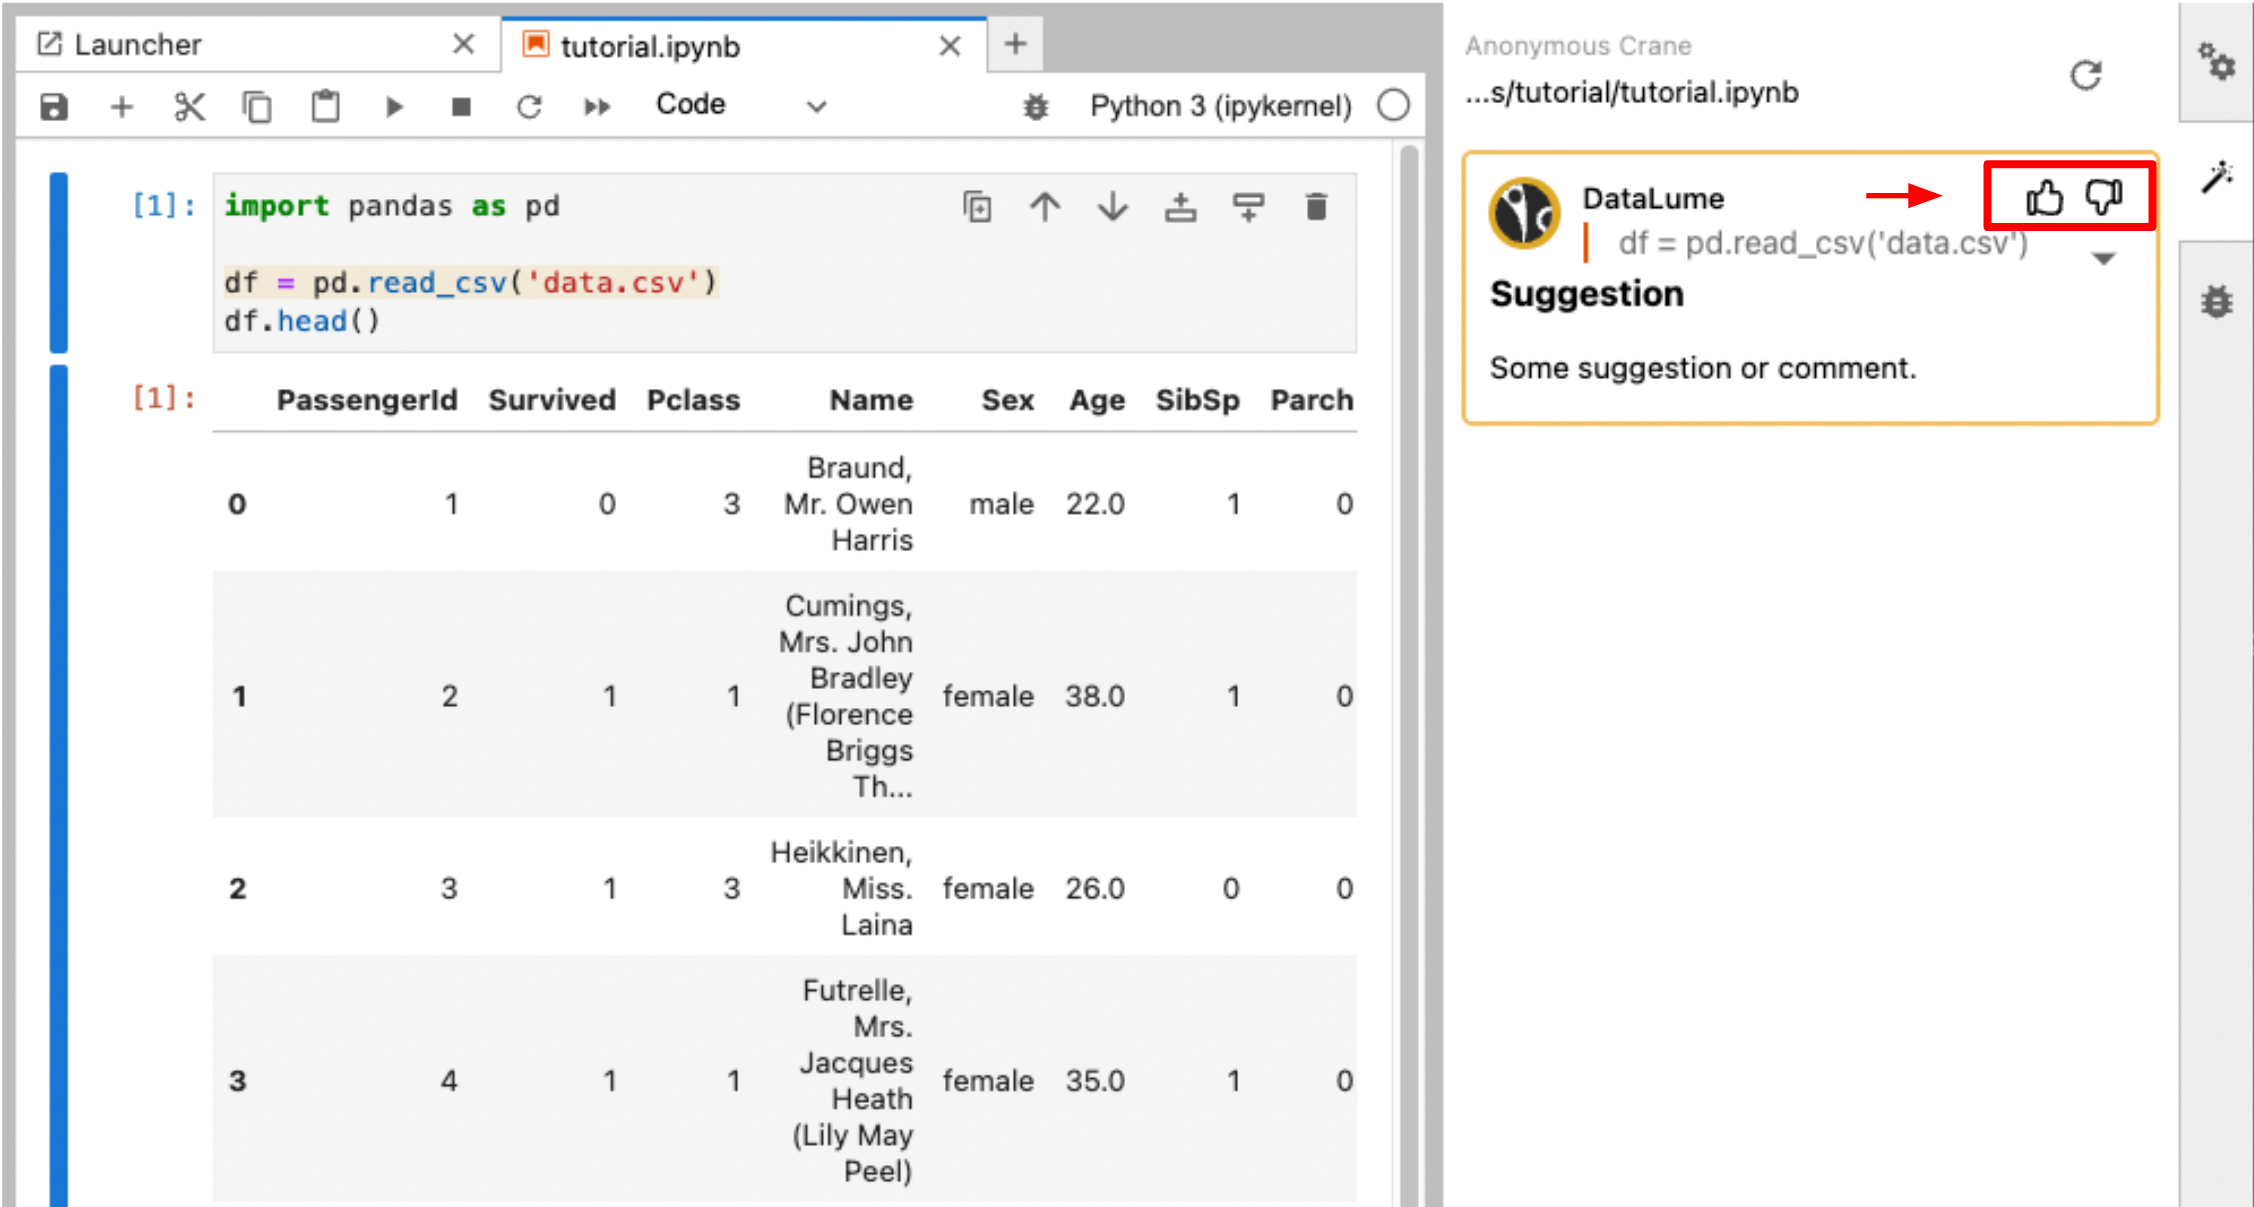 Launcher
tutorial.ipynb
Code
Python 3 (ipykernel)
[1]:
import pandas as pd
df = pd.read_csv('data.csv')
df.head()
[1]:
PassengerId Survived Pclass Name Sex Age SibSp Parch
Braund,
0 1 0 3 Mr. Owen male 22.0 1 0
Harris
Cumings,
Mrs. John
Bradley
1 2 1 1 (Florence female 38.0 1 0
Briggs
Th...
Heikkinen,
2 3 1 3 Miss. female 26.0 0 0
Laina
Futrelle,
Mrs.
Jacques
3 4 1 1 Heath female 35.0 1 0
(Lily May
Peel)
Anonymous Crane
...s/tutorial/tutorial.ipynb
DataLume
df = pd.read_csv('data.csv')
Suggestion
Some suggestion or comment.